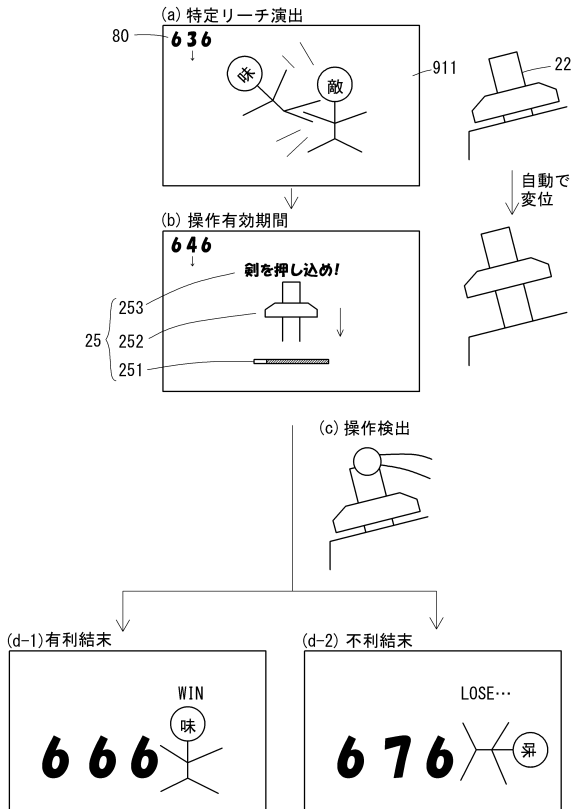 (a) 特定リーチ演出
80
636
911
22
自動で
変位
(b) 操作有効期間
646
剣を押し込め!
253
25
252
251
(c) 操作検出
(d-1)有利結末
WIN
味
666
(d-2) 不利結末
LOSE…
味
676
味
敵